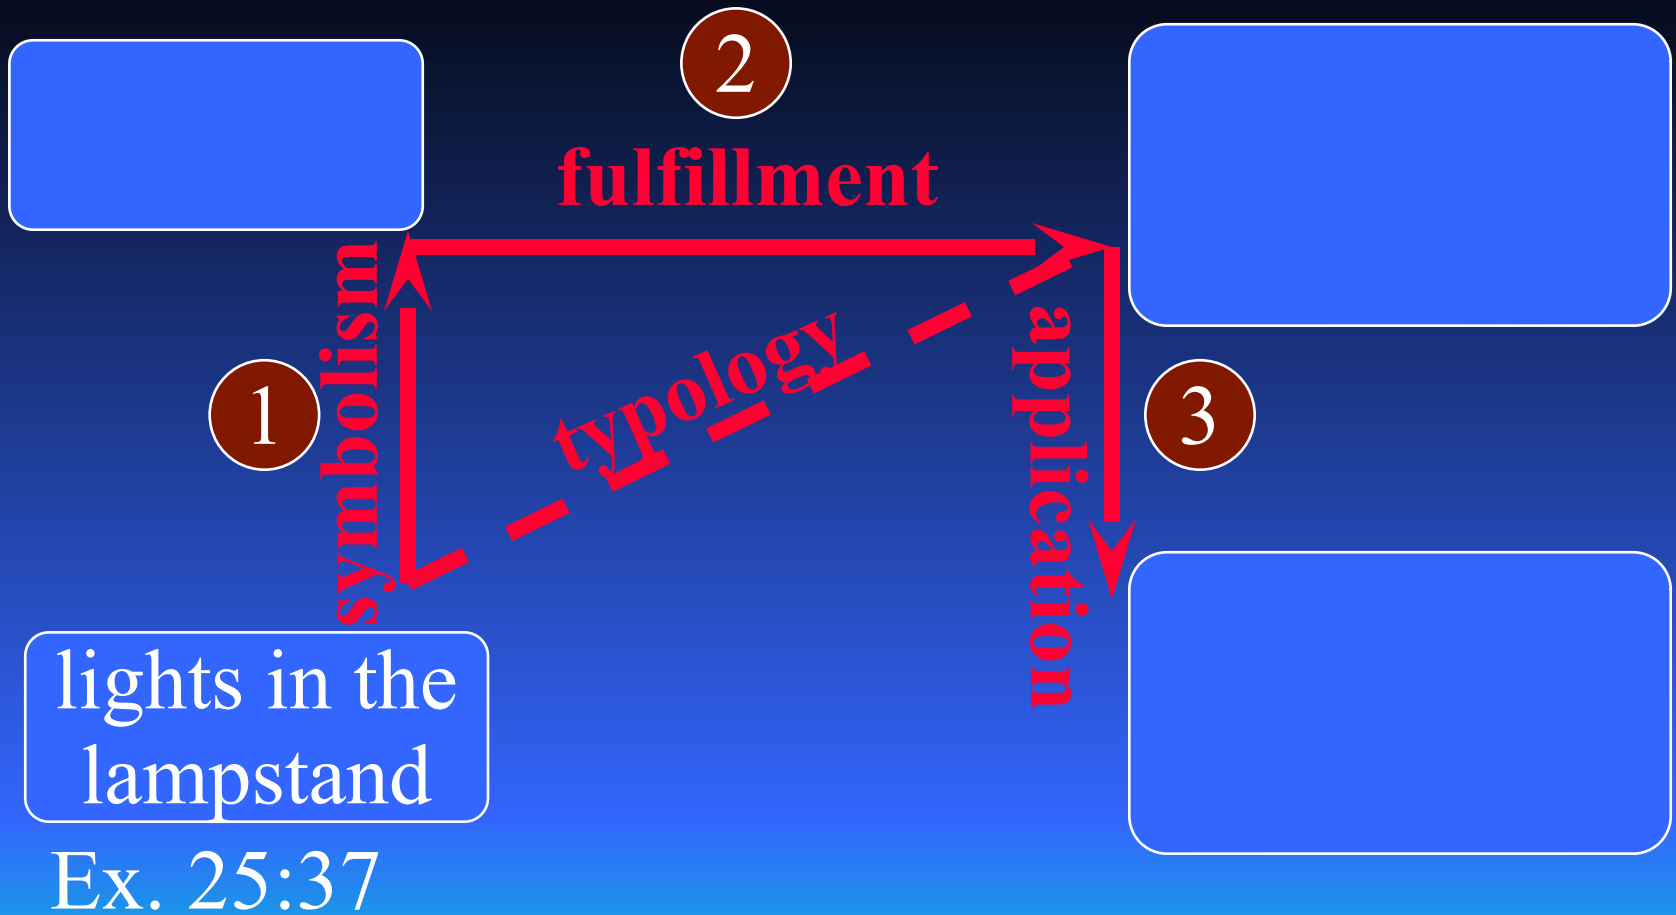 2
fulfillment
symbolism
1
typology
application
3
lights in the
lampstand
Ex. 25:37